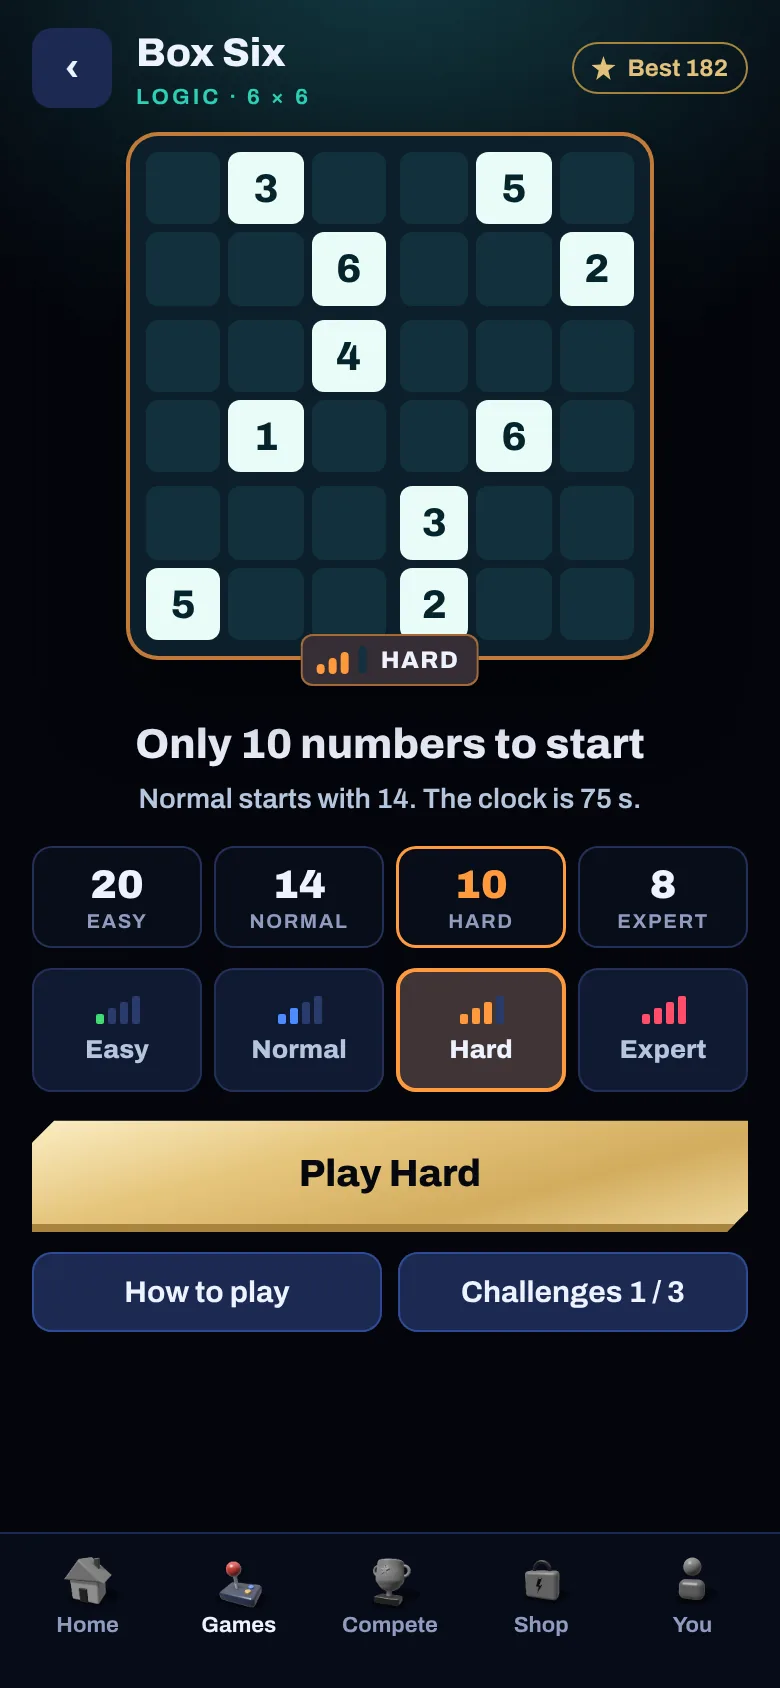 ‹
Box Six
LOGIC · 6 × 6
★ Best 182
3 5
6 2
4
1 6
3
5 2
HARD
Only 10 numbers to start
Normal starts with 14. The clock is 75 s.
20 14 10 8
EASY NORMAL HARD EXPERT
Easy Normal Hard Expert
Play Hard
How to play Challenges 1 / 3
Home Games Compete Shop You